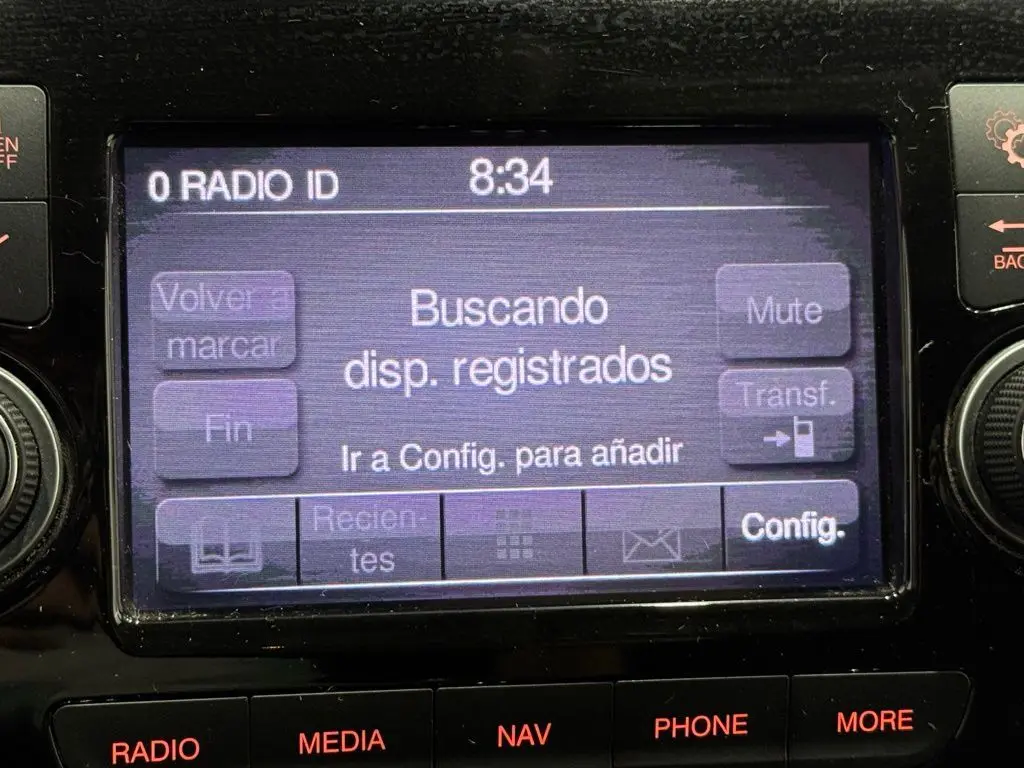 0 RADIO ID 8:34
Volver a
marcar
Buscando
disp. registrados
Mute
Fin
Transf.
Ir a Config. para añadir
Recien-
tes
Config.
BAC
RADIO MEDIA NAV PHONE MORE